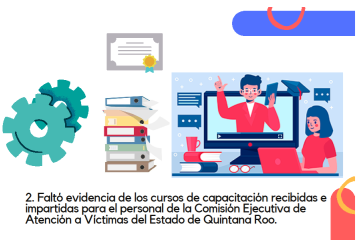 2. Faltó evidencia de los cursos de capacitación recibidas e
impartidas para el personal de la Comisión Ejecutiva de
Atención a Víctimas del Estado de Quintana Roo.